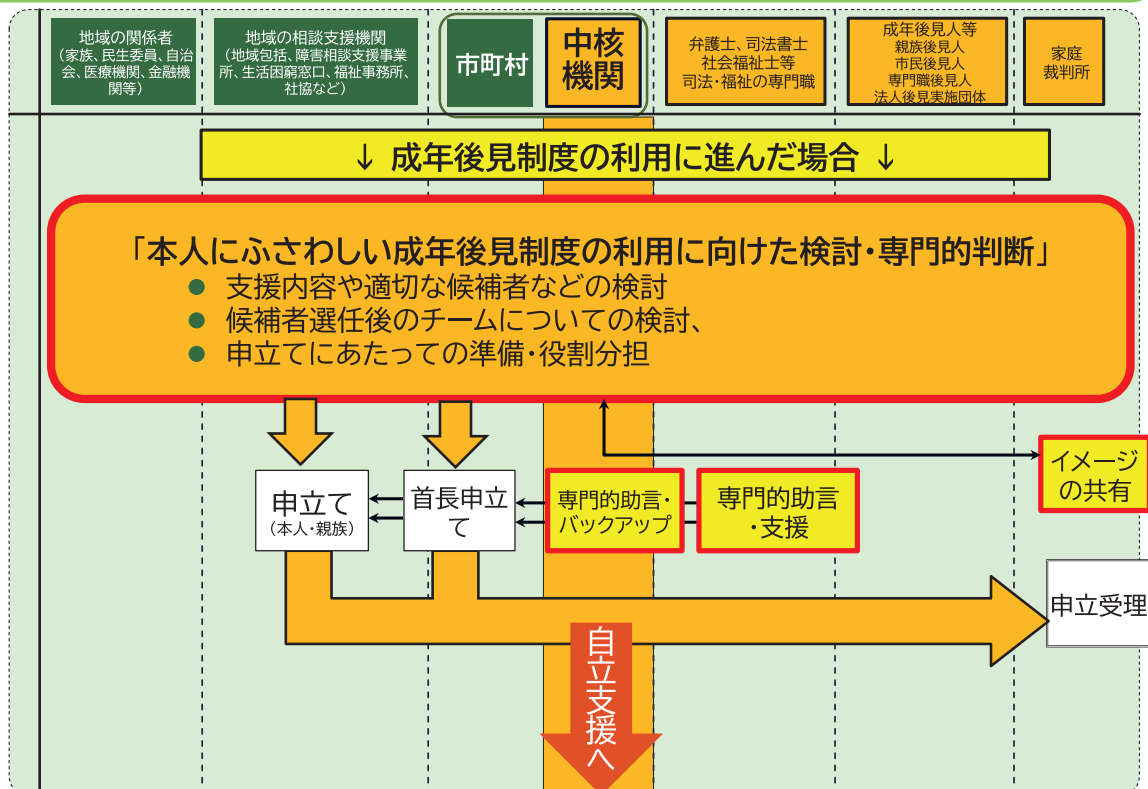 地域の関係者
（家族、民生委員、自治
会、医療機関、金融機
関等）
地域の相談支援機関
（地域包括、障害相談支援事業
所、生活困窮窓口、福祉事務所、
社協など）
市町村
中核
機関
弁護士、司法書士
社会福祉士等
司法・福祉の専門職
成年後見人等
親族後見人
市民後見人
専門職後見人
法人後見実施団体
家庭
裁判所
↓ 成年後見制度の利用に進んだ場合 ↓
「本人にふさわしい成年後見制度の利用に向けた検討・専門的判断」
● 支援内容や適切な候補者などの検討
● 候補者選任後のチームについての検討、
● 申立てにあたっての準備・役割分担
申立て
（本人・親族）
首長申立
て
専門的助言・
バックアップ
専門的助言
・支援
イメージ
の共有
申立受理
自立支援へ